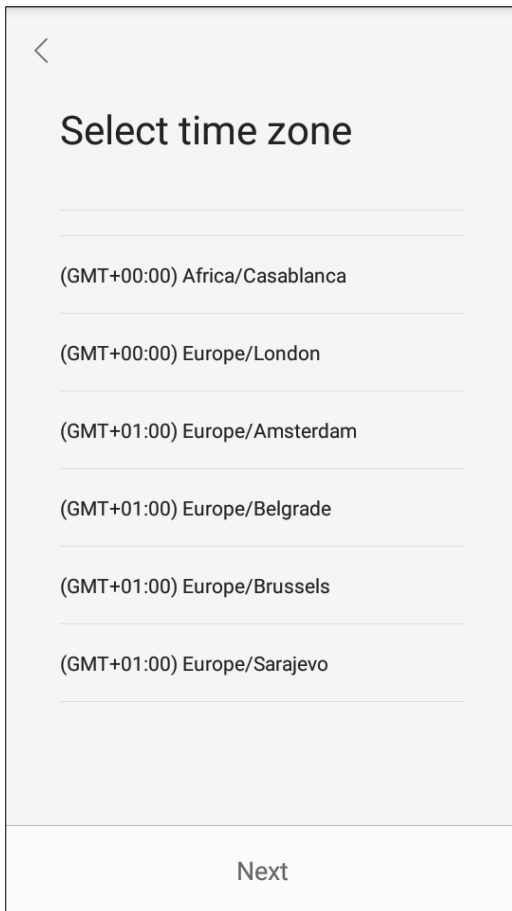 Select time zone
(GMT+00:00) Africa/Casablanca
(GMT+00:00) Europe/London
(GMT+01:00) Europe/Amsterdam
(GMT+01:00) Europe/Belgrade
(GMT+01:00) Europe/Brussels
(GMT+01:00) Europe/Sarajevo
Next